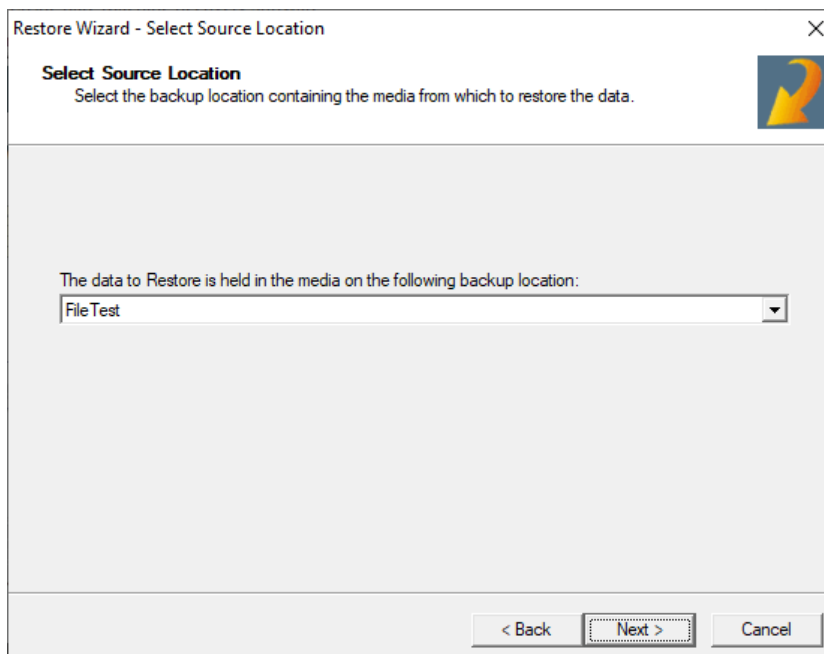 Restore Wizard - Select Source Location
Select Source Location
Select the backup location containing the media from which to restore the data.
The data to Restore is held in the media on the following backup location:
FileTest
< Back Next > Cancel